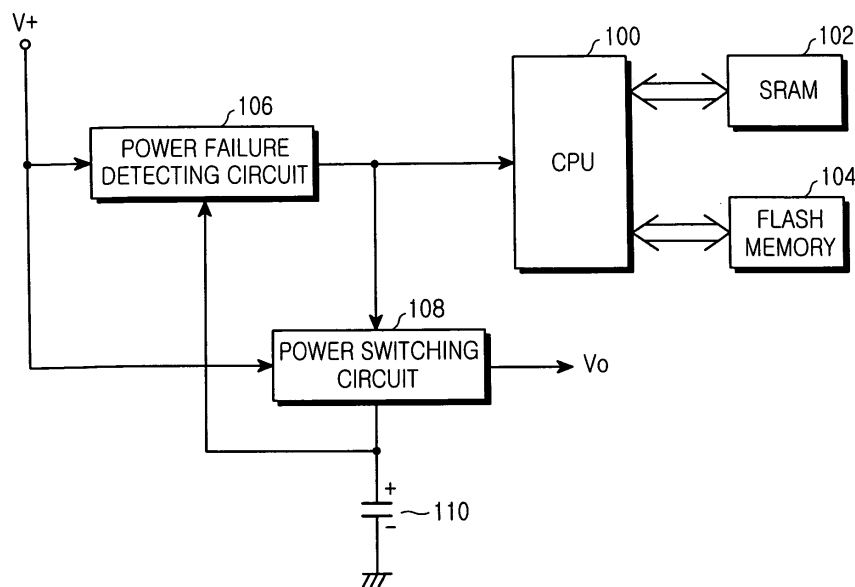 V+
106
POWER FAILURE
DETECTING CIRCUIT
100
CPU
102
SRAM
104
FLASH
MEMORY
108
POWER SWITCHING
CIRCUIT
Vo
+
110
-